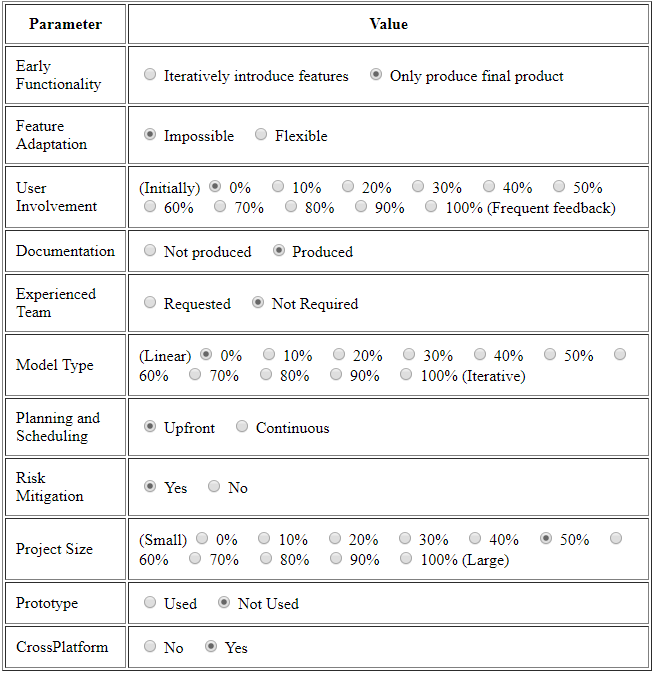 Parameter Value
Early
Functionality
Iteratively introduce features Only produce final product
Feature
Adaptation
Impossible Flexible
User
Involvement
(Initially) 0% 10% 20% 30% 40% 50%
60% 70% 80% 90% 100% (Frequent feedback)
Documentation Not produced Produced
Experienced
Team
Requested Not Required
Model Type
(Linear) 0% 10% 20% 30% 40% 50%
60% 70% 80% 90% 100% (Iterative)
Planning and
Scheduling
Upfront Continuous
Risk
Mitigation
Yes No
Project Size
(Small) 0% 10% 20% 30% 40% 50%
60% 70% 80% 90% 100% (Large)
Prototype Used Not Used
CrossPlatform No Yes